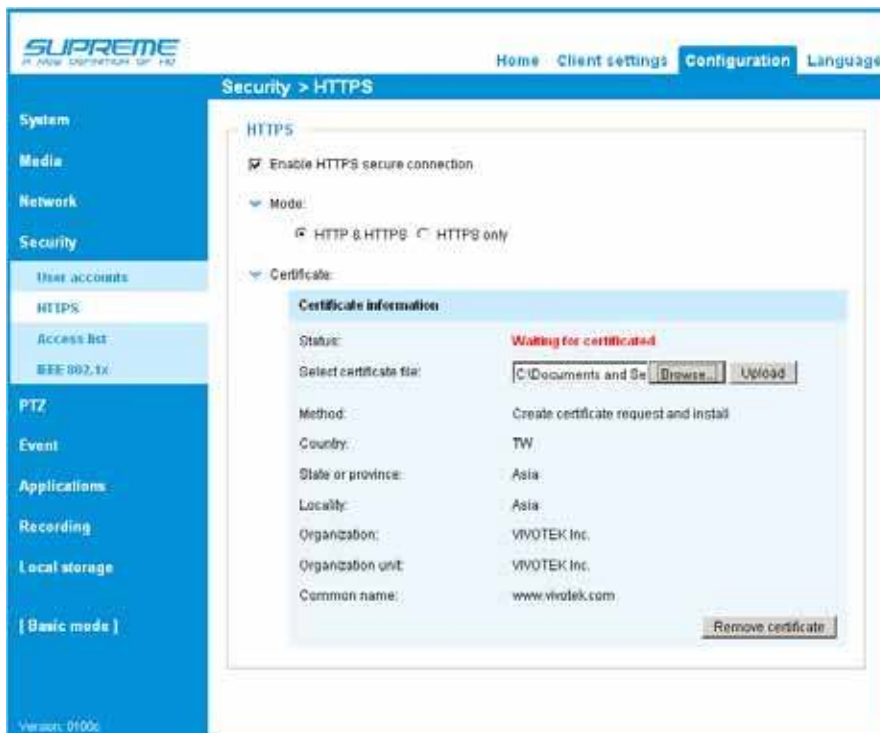 SUPREME
A NEW DEFINITION OF HD
Home Client settings Configuration Language
Security > HTTPS
System
Media
Network
Security
User accounts
HTTPS
Access list
IEEE 802.1x
PTZ
Event
Applications
Recording
Local storage
[ Basic mode ]
Version: 0100c
HTTPS
Enable HTTPS secure connection
Mode:
HTTP & HTTPS HTTPS only
Certificate:
Certificate information
Status: Waiting for certificated
Select certificate file: C:\Documents and Se Browse... Upload
Method: Create certificate request and install
Country: TW
State or province: Asia
Locality: Asia
Organization: VIVOTEK Inc.
Organization unit: VIVOTEK Inc.
Common name: www.vivotek.com
Remove certificate